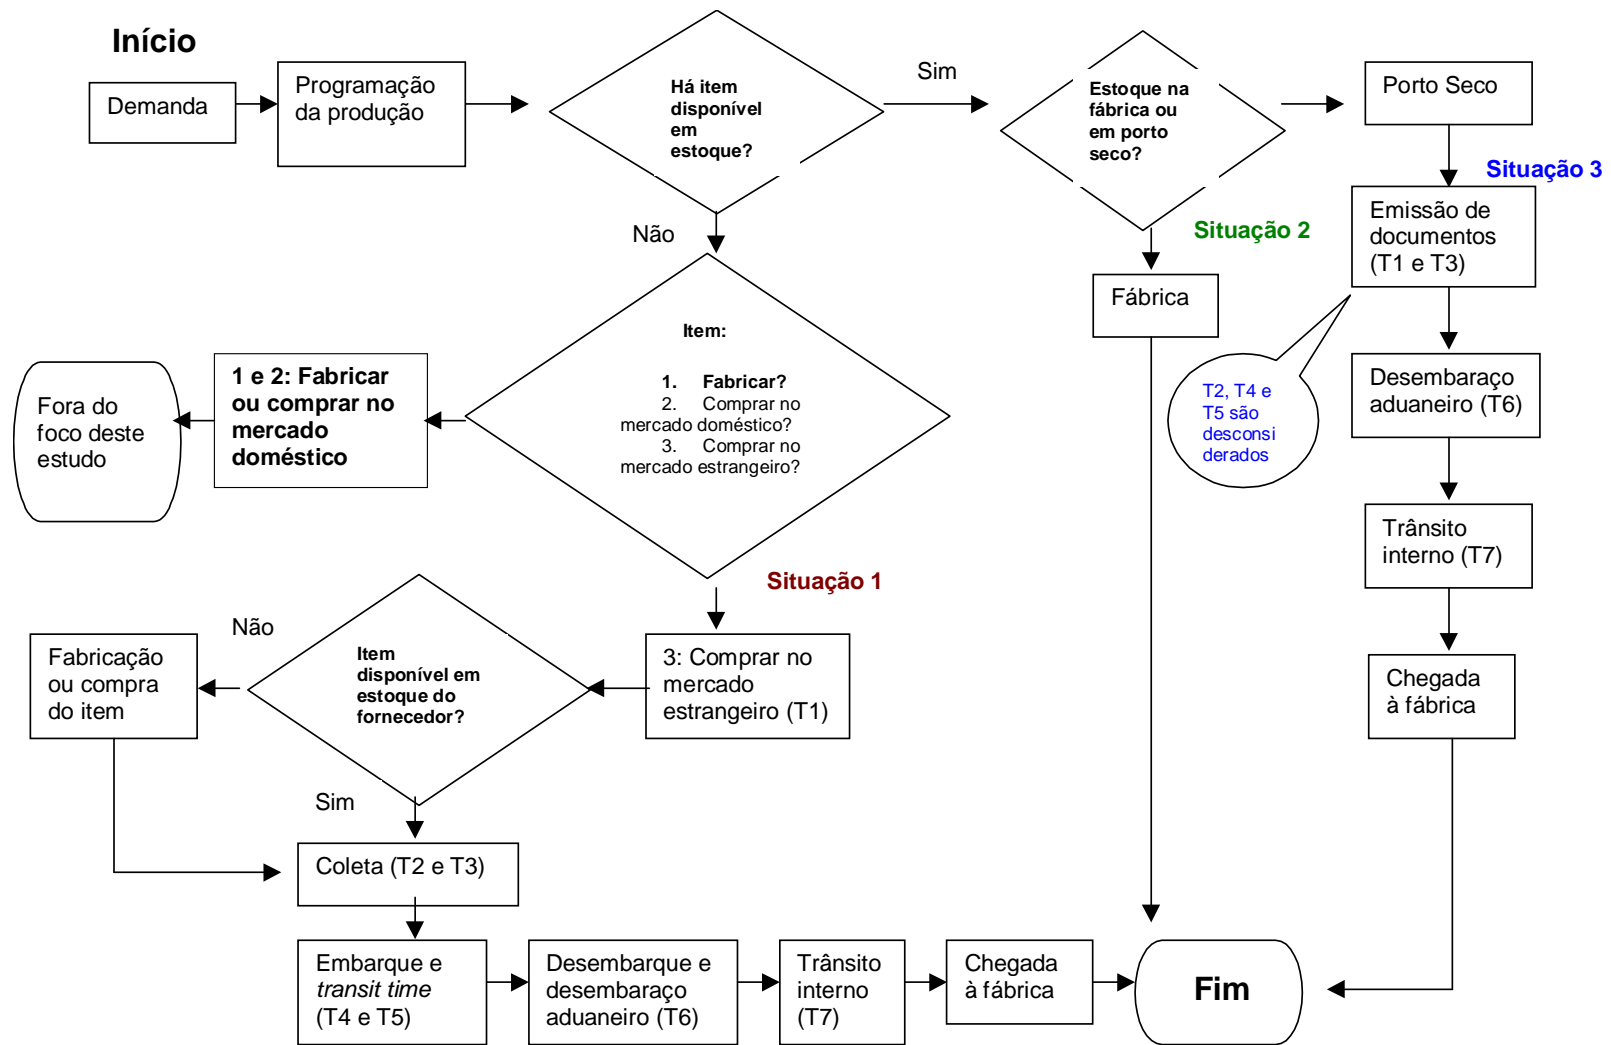 Início
Demanda
Programação
da produção
Há item
disponível
em
estoque?
Sim
Estoque na
fábrica ou
em porto
seco?
Porto Seco
Situação 3
Emissão de
documentos
(T1 e T3)
Situação 2
Não
Fábrica
Item:
1. Fabricar?
2. Comprar no
mercado doméstico?
3. Comprar no
mercado estrangeiro?
1 e 2: Fabricar
ou comprar no
mercado
doméstico
Fora do
foco deste
estudo
T2, T4 e
T5 são
desconsi
derados
Desembaraço
aduaneiro (T6)
Trânsito
interno (T7)
Chegada
à fábrica
Situação 1
3: Comprar no
mercado
estrangeiro (T1)
Item
disponível em
estoque do
fornecedor?
Não
Fabricação
ou compra
do item
Sim
Coleta (T2 e T3)
Embarque e
transit time
(T4 e T5)
Desembarque e
desembaraço
aduaneiro (T6)
Trânsito
interno
(T7)
Chegada
à fábrica
Fim